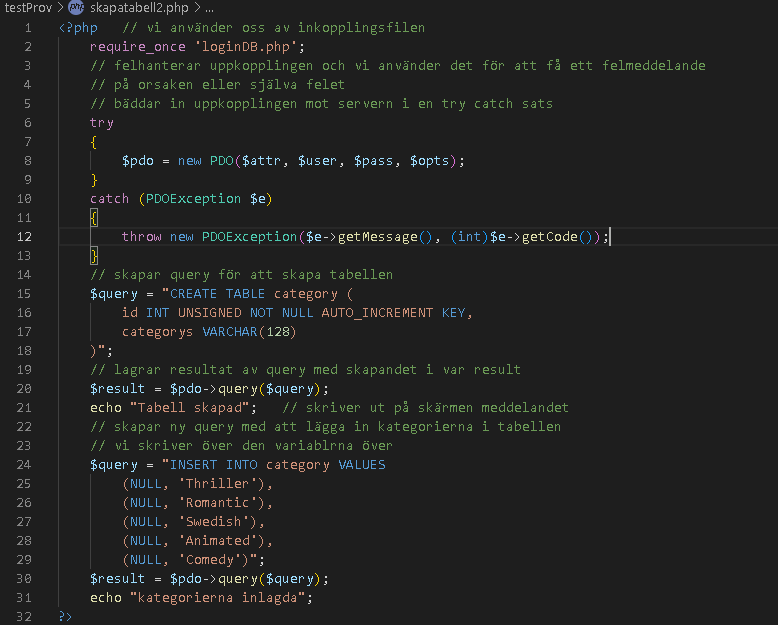 testProv > php skapatabell2.php > ...
1 <?php   // vi använder oss av inkopplingsfilen
2     require_once 'loginDB.php';
3     // felhanterar uppkopplingen och vi använder det för att få ett felmeddelande
4     // på orsaken eller själva felet
5     // bäddar in uppkopplingen mot servern i en try catch sats
6     try
7     {
8         $pdo = new PDO($attr, $user, $pass, $opts);
9     }
10     catch (PDOException $e)
11     {
12         throw new PDOException($e->getMessage(), (int)$e->getCode());
13     }
14     // skapar query för att skapa tabellen
15     $query = "CREATE TABLE category (
16         id INT UNSIGNED NOT NULL AUTO_INCREMENT KEY,
17         categorys VARCHAR(128)
18     )";
19     // lagrar resultat av query med skapandet i var result
20     $result = $pdo->query($query);
21     echo "Tabell skapad";   // skriver ut på skärmen meddelandet
22     // skapar ny query med att lägga in kategorierna i tabellen
23     // vi skriver över den variablrna över
24     $query = "INSERT INTO category VALUES
25         (NULL, 'Thriller'),
26         (NULL, 'Romantic'),
27         (NULL, 'Swedish'),
28         (NULL, 'Animated'),
29         (NULL, 'Comedy')";
30     $result = $pdo->query($query);
31     echo "kategorierna inlagda";
32 ?>